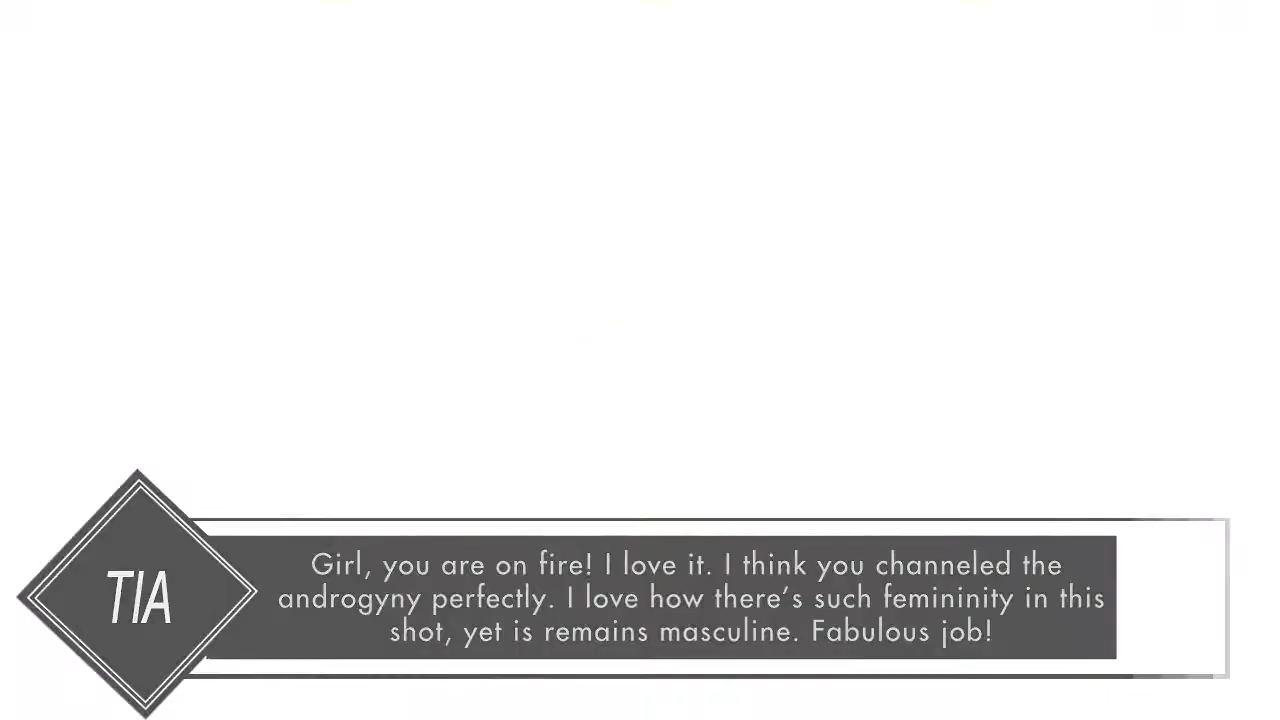 TIA
Girl, you are on fire! I love it. I think you channeled the
androgyny perfectly. I love how there's such femininity in this
shot, yet is remains masculine. Fabulous job!